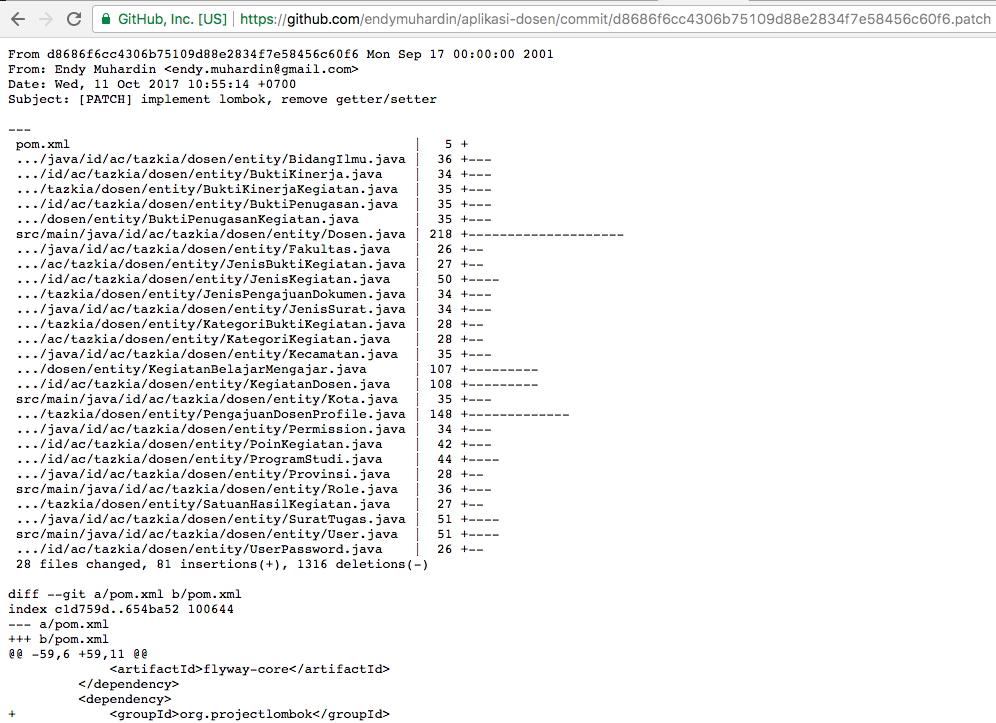 GitHub, Inc. [US] | https://github.com/endymuhardin/aplikasi-dosen/commit/d8686f6cc4306b75109d88e2834f7e58456c60f6.patch
From d8686f6cc4306b75109d88e2834f7e58456c60f6 Mon Sep 17 00:00:00 2001
From: Endy Muhardin <endy.muhardin@gmail.com>
Date: Wed, 11 Oct 2017 10:55:14 +0700
Subject: [PATCH] implement lombok, remove getter/setter
---
 pom.xml                                            |   5 +
 .../java/id/ac/tazkia/dosen/entity/BidangIlmu.java |  36 +---
 .../id/ac/tazkia/dosen/entity/BuktiKinerja.java    |  34 +---
 .../tazkia/dosen/entity/BuktiKinerjaKegiatan.java  |  35 +---
 .../id/ac/tazkia/dosen/entity/BuktiPenugasan.java  |  35 +---
 .../dosen/entity/BuktiPenugasanKegiatan.java       |  35 +---
 src/main/java/id/ac/tazkia/dosen/entity/Dosen.java | 218 +--------------------
 .../java/id/ac/tazkia/dosen/entity/Fakultas.java   |  26 +--
 .../ac/tazkia/dosen/entity/JenisBuktiKegiatan.java |  27 +--
 .../id/ac/tazkia/dosen/entity/JenisKegiatan.java   |  50 +----
 .../tazkia/dosen/entity/JenisPengajuanDokumen.java |  34 +---
 .../java/id/ac/tazkia/dosen/entity/JenisSurat.java |  34 +---
 .../tazkia/dosen/entity/KategoriBuktiKegiatan.java |  28 +--
 .../ac/tazkia/dosen/entity/KategoriKegiatan.java   |  28 +--
 .../java/id/ac/tazkia/dosen/entity/Kecamatan.java  |  35 +---
 .../dosen/entity/KegiatanBelajarMengajar.java      | 107 +---------
 .../id/ac/tazkia/dosen/entity/KegiatanDosen.java   | 108 +---------
 src/main/java/id/ac/tazkia/dosen/entity/Kota.java  |  35 +---
 .../tazkia/dosen/entity/PengajuanDosenProfile.java | 148 +-------------
 .../java/id/ac/tazkia/dosen/entity/Permission.java |  34 +---
 .../id/ac/tazkia/dosen/entity/PoinKegiatan.java    |  42 +---
 .../id/ac/tazkia/dosen/entity/ProgramStudi.java    |  44 +----
 .../java/id/ac/tazkia/dosen/entity/Provinsi.java   |  28 +--
 src/main/java/id/ac/tazkia/dosen/entity/Role.java  |  36 +---
 .../tazkia/dosen/entity/SatuanHasilKegiatan.java   |  27 +--
 .../java/id/ac/tazkia/dosen/entity/SuratTugas.java |  51 +----
 src/main/java/id/ac/tazkia/dosen/entity/User.java  |  51 +----
 .../id/ac/tazkia/dosen/entity/UserPassword.java    |  26 +--
 28 files changed, 81 insertions(+), 1316 deletions(-)
diff --git a/pom.xml b/pom.xml
index c1d759d..654ba52 100644
--- a/pom.xml
+++ b/pom.xml
@@ -59,6 +59,11 @@
             <artifactId>flyway-core</artifactId>
         </dependency>
         <dependency>
+            <groupId>org.projectlombok</groupId>